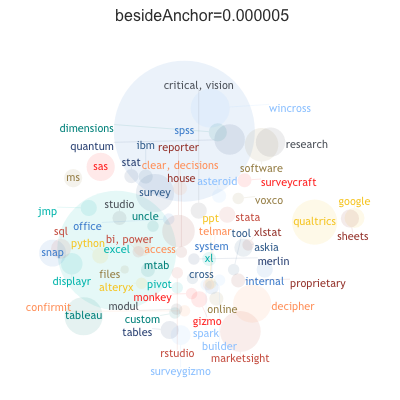 besideAnchor=0.000005
critical, vision
wincross
dimensions
spss
quantum
ibm
reporter
research
sas
stat
clear, decisions
software
ms
house
asteroid
surveycraft
survey
voxco
google
jmp
studio
uncle
ppt
stata
qualtrics
sql
office
telmar
tool
xlstat
sheets
python
bi, power
snap
excel
access
system
askia
xl
merlin
files
mtab
cross
displayr
alteryx
pivot
internal
proprietary
confirmit
modul
monkey
online
decipher
tableau
custom
gizmo
tables
spark
builder
rstudio
marketsight
surveygizmo